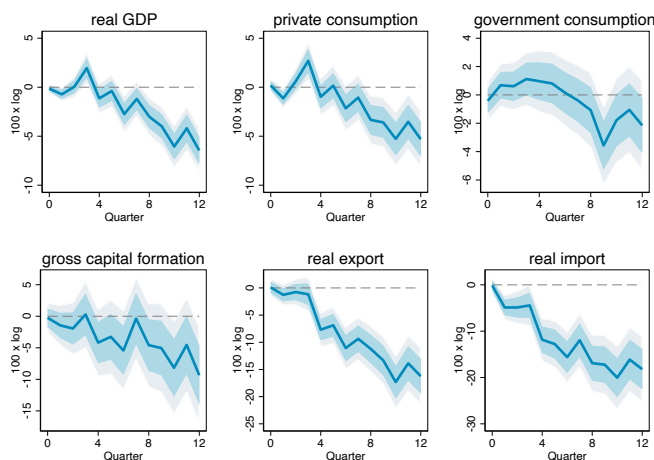 real GDP
100 x log
5
0
-5
-10
0 4 8 12
Quarter
private consumption
100 x log
5
0
-5
-10
0 4 8 12
Quarter
government consumption
100 x log
4
2
0
-2
-4
-6
0 4 8 12
Quarter
gross capital formation
100 x log
5
0
-5
-10
-15
0 4 8 12
Quarter
real export
100 x log
0
-5
-10
-15
-20
-25
0 4 8 12
Quarter
real import
100 x log
0
-10
-20
-30
0 4 8 12
Quarter